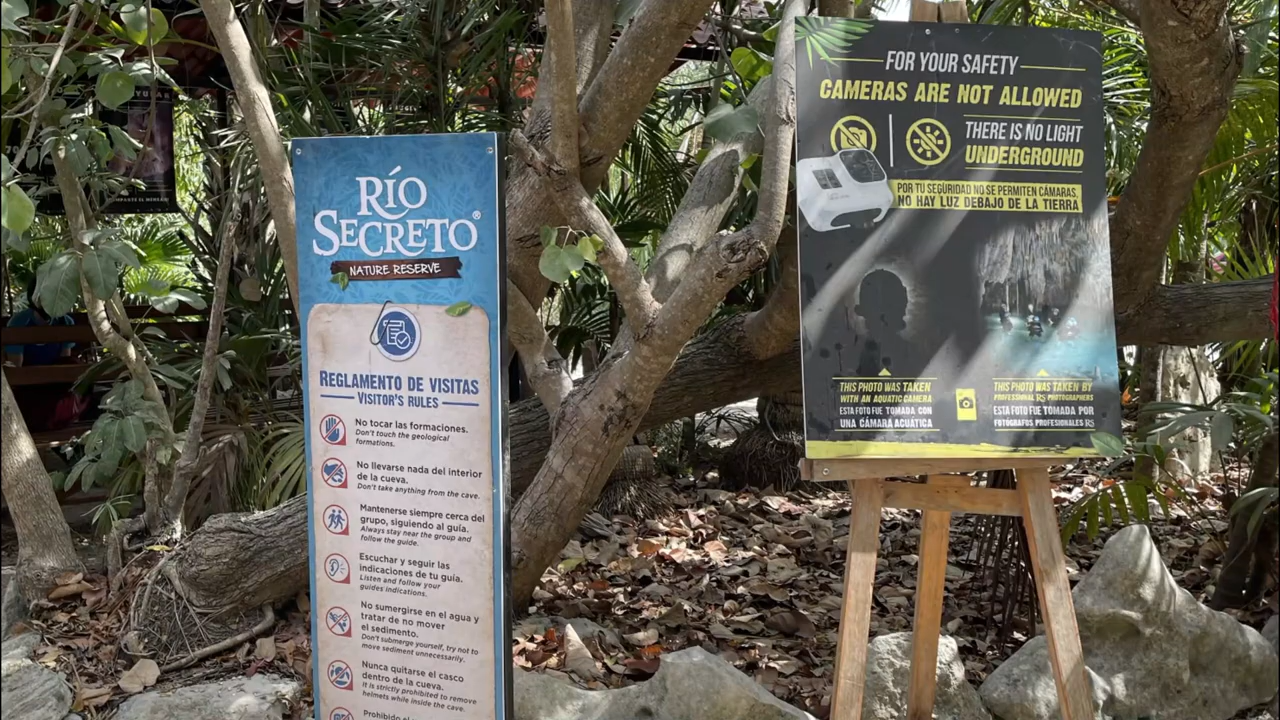 RÍO
SECRETO®
NATURE RESERVE
REGLAMENTO DE VISITAS
VISITOR'S RULES
No tocar las formaciones.
Don't touch the geological
formations.
No llevarse nada del interior
de la cueva.
Don't take anything from the cave.
Mantenerse siempre cerca del
grupo, siguiendo al guía.
Always stay near the group and
follow the guide.
Escuchar y seguir las
indicaciones de tu guía.
Listen and follow your
guides indications.
No sumergirse en el agua y
tratar de no mover
el sedimento.
Don't submerge yourself, try not to
move sediment unnecessarily.
Nunca quitarse el casco
dentro de la cueva.
It is strictly prohibited to remove
helmets while inside the cave.
Prohibido
FOR YOUR SAFETY
CAMERAS ARE NOT ALLOWED
THERE IS NO LIGHT
UNDERGROUND
POR TU SEGURIDAD NO SE PERMITEN CÁMARAS,
NO HAY LUZ DEBAJO DE LA TIERRA
THIS PHOTO WAS TAKEN
WITH AN AQUATIC CAMERA
ESTA FOTO FUE TOMADA CON
UNA CÁMARA ACUÁTICA
THIS PHOTO WAS TAKEN BY
PROFESSIONAL RS PHOTOGRAPHERS
ESTA FOTO FUE TOMADA POR
FOTÓGRAFOS PROFESIONALES RS